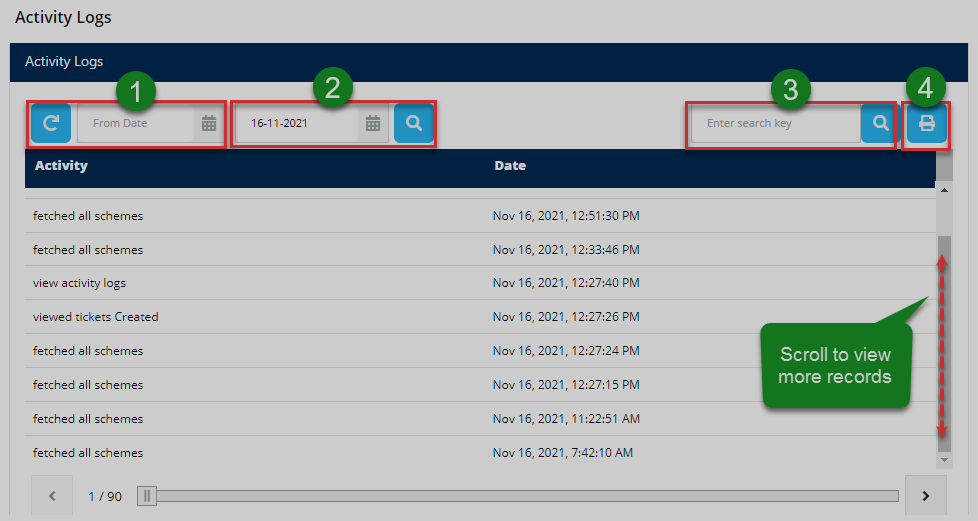 Activity Logs
Activity Logs
1
2
3
4
From Date
16-11-2021
Enter search key
Activity Date
fetched all schemes Nov 16, 2021, 12:51:30 PM
fetched all schemes Nov 16, 2021, 12:33:46 PM
view activity logs Nov 16, 2021, 12:27:40 PM
viewed tickets Created Nov 16, 2021, 12:27:26 PM
fetched all schemes Nov 16, 2021, 12:27:24 PM
fetched all schemes Nov 16, 2021, 12:27:15 PM
fetched all schemes Nov 16, 2021, 11:22:51 AM
fetched all schemes Nov 16, 2021, 7:42:10 AM
Scroll to view
more records
1 / 90